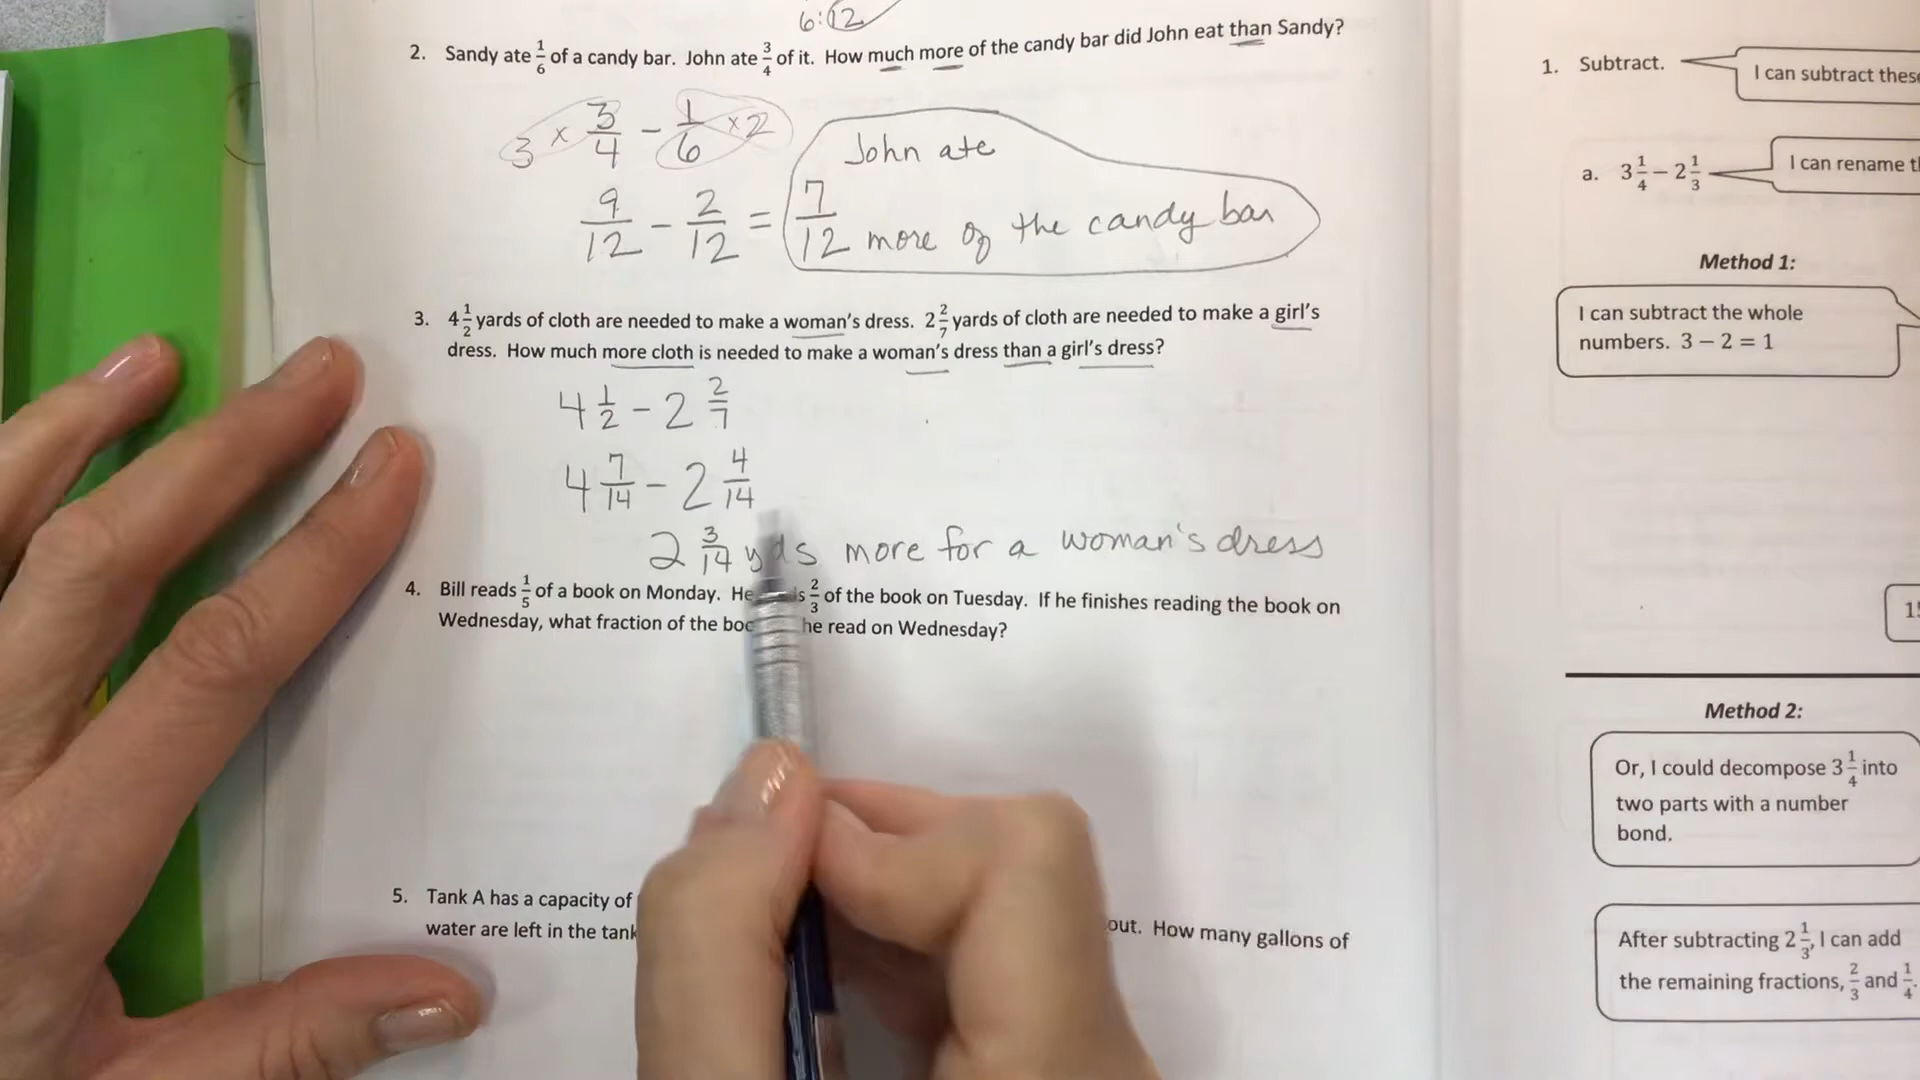 6:12
2. Sandy ate 1/6 of a candy bar. John ate 3/4 of it. How much more of the candy bar did John eat than Sandy?
3 × 3/4 − 1/6 × 2
John ate
9/12 − 2/12 = 7/12 more of the candy bar
3. 4 1/2 yards of cloth are needed to make a woman's dress. 2 2/7 yards of cloth are needed to make a girl's
dress. How much more cloth is needed to make a woman's dress than a girl's dress?
4 1/2 − 2 2/7
4 7/14 − 2 4/14
2 3/14 yds more for a woman's dress
4. Bill reads 1/5 of a book on Monday. He 2/3 of the book on Tuesday. If he finishes reading the book on
Wednesday, what fraction of the he read on Wednesday?
5. Tank A has a capacity of
water are left in the tank
out. How many gallons of
1. Subtract.
I can subtract these
a. 3 1/4 − 2 1/3
I can rename
Method 1:
I can subtract the whole
numbers. 3 − 2 = 1
Method 2:
Or, I could decompose 3 1/4 into
two parts with a number
bond.
After subtracting 2 1/3, I can add
the remaining fractions, 2/3 and 1/4.